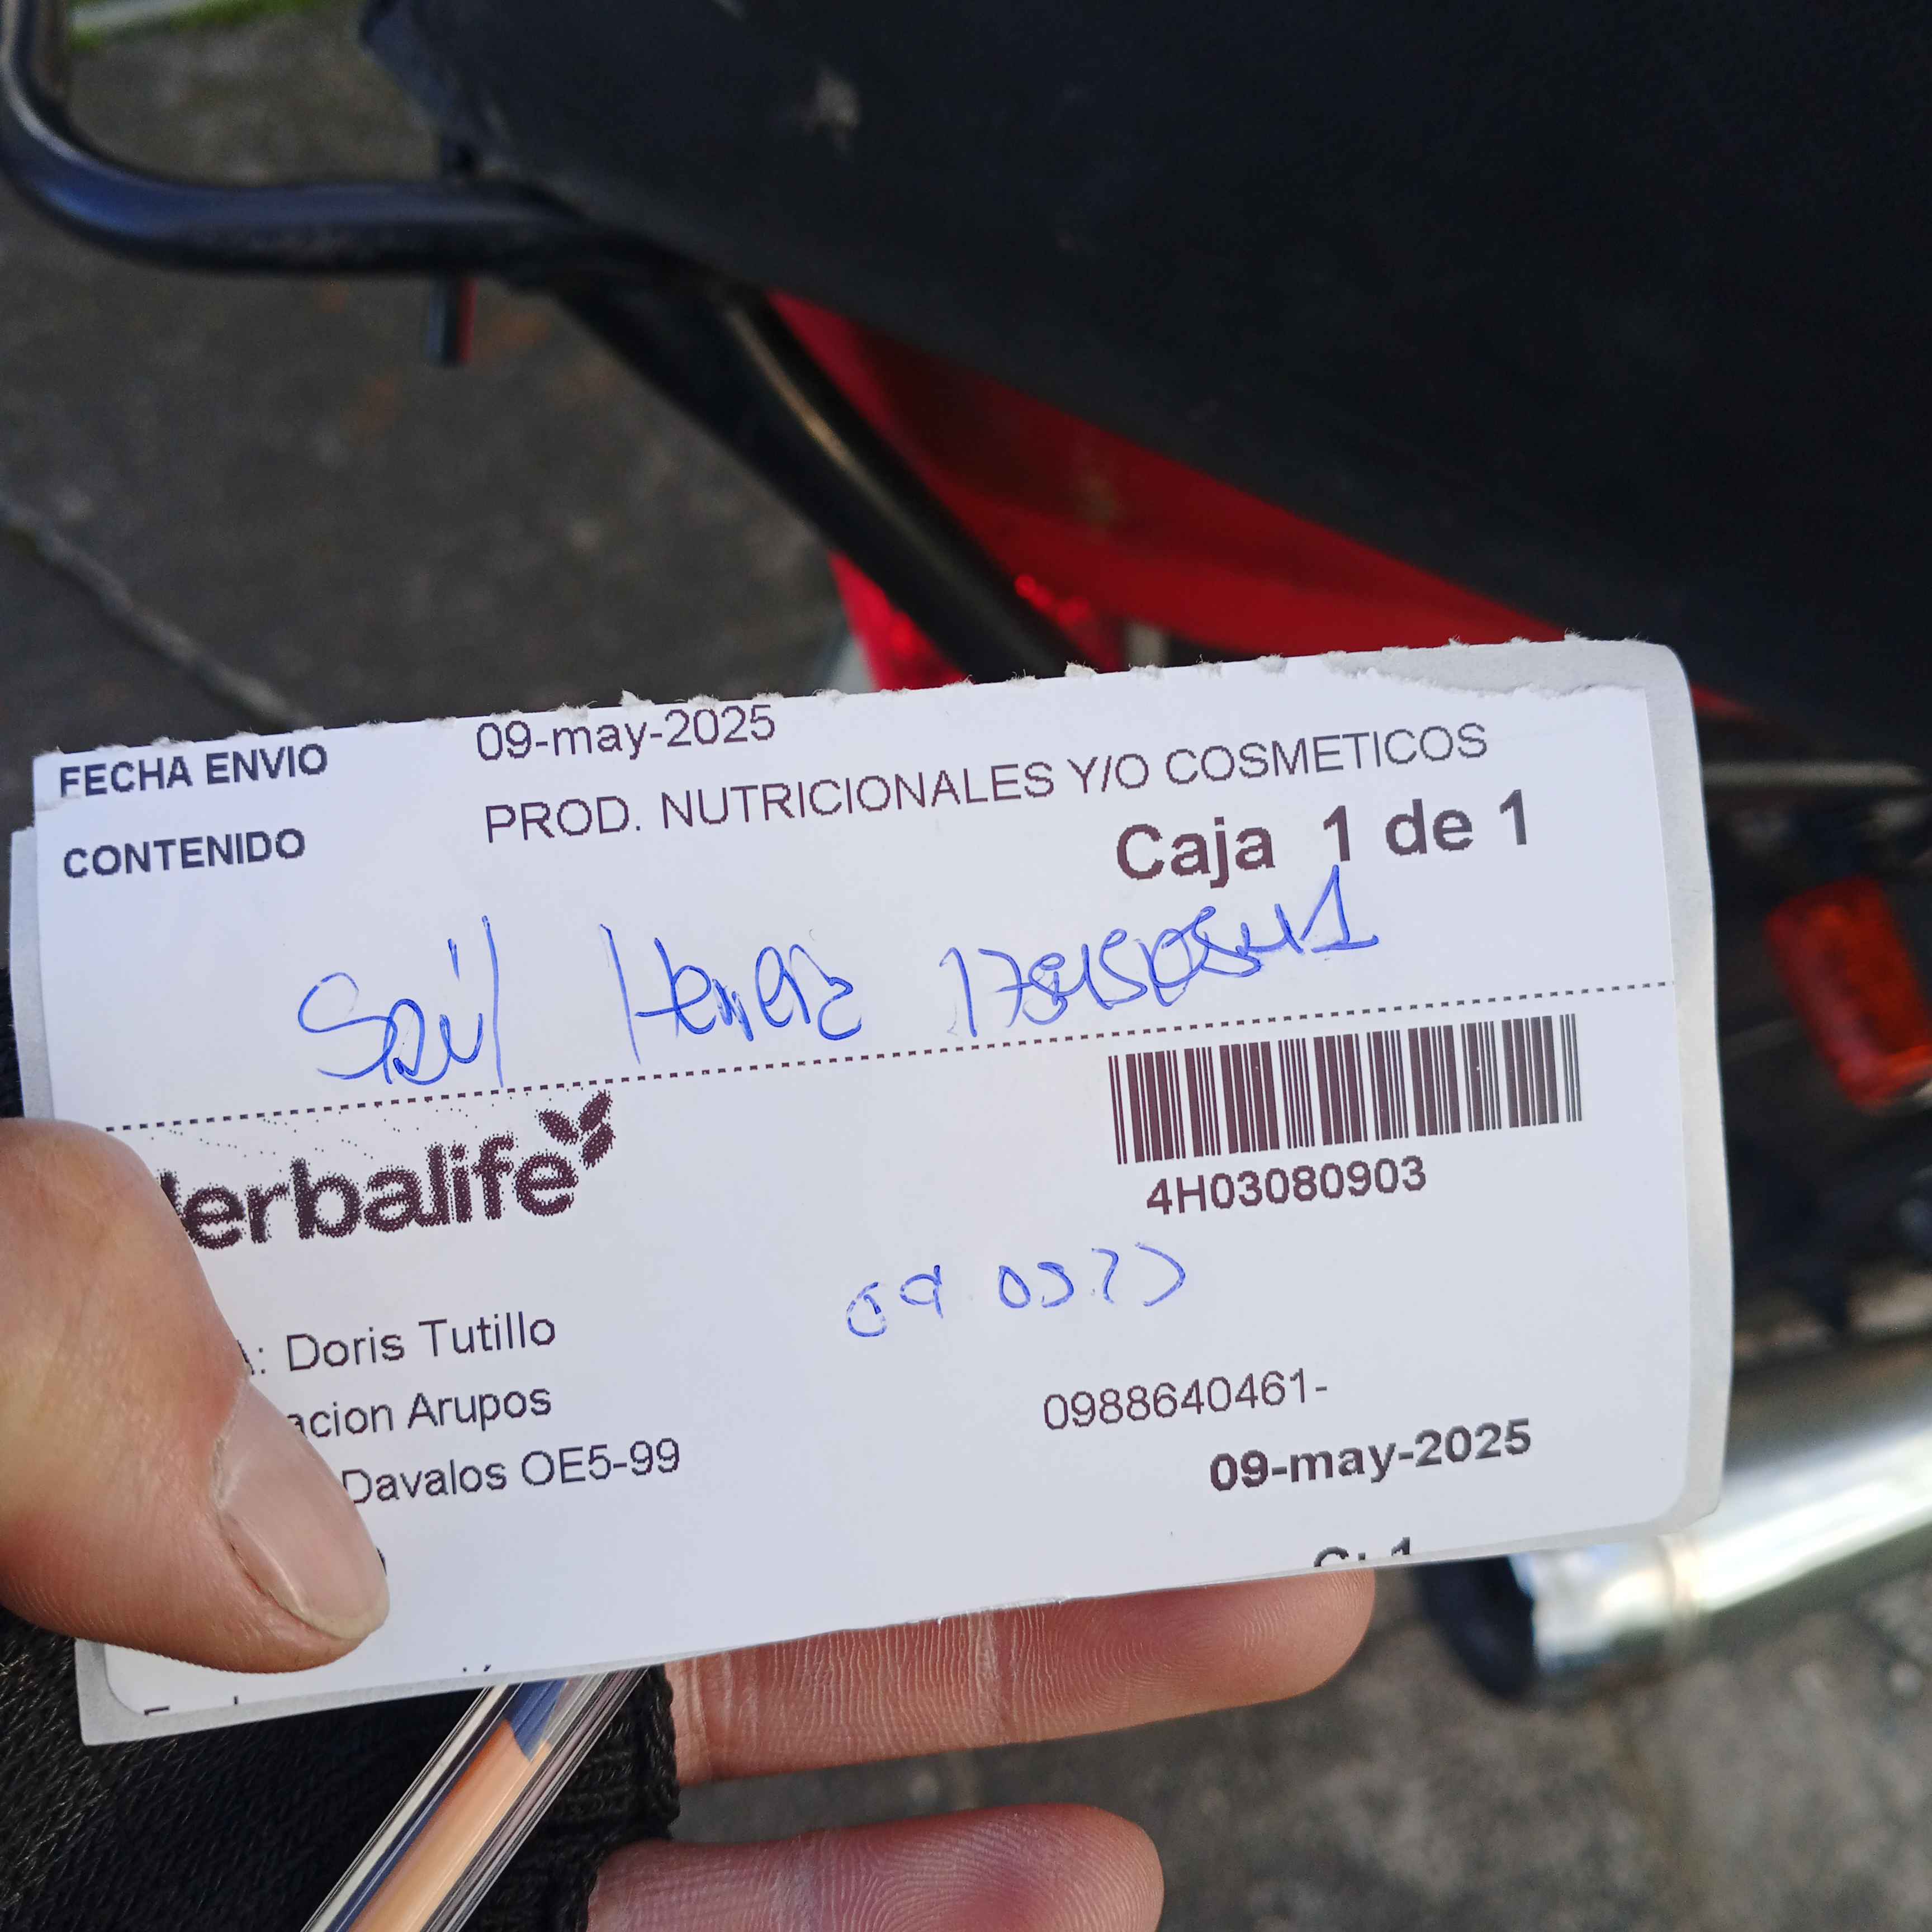 FECHA ENVIO 09-may-2025
CONTENIDO PROD. NUTRICIONALES Y/O COSMETICOS
Caja 1 de 1
Saúl
erbalife
4H03080903
: Doris Tutillo
acion Arupos
0988640461-
Davalos OE5-99
09-may-2025